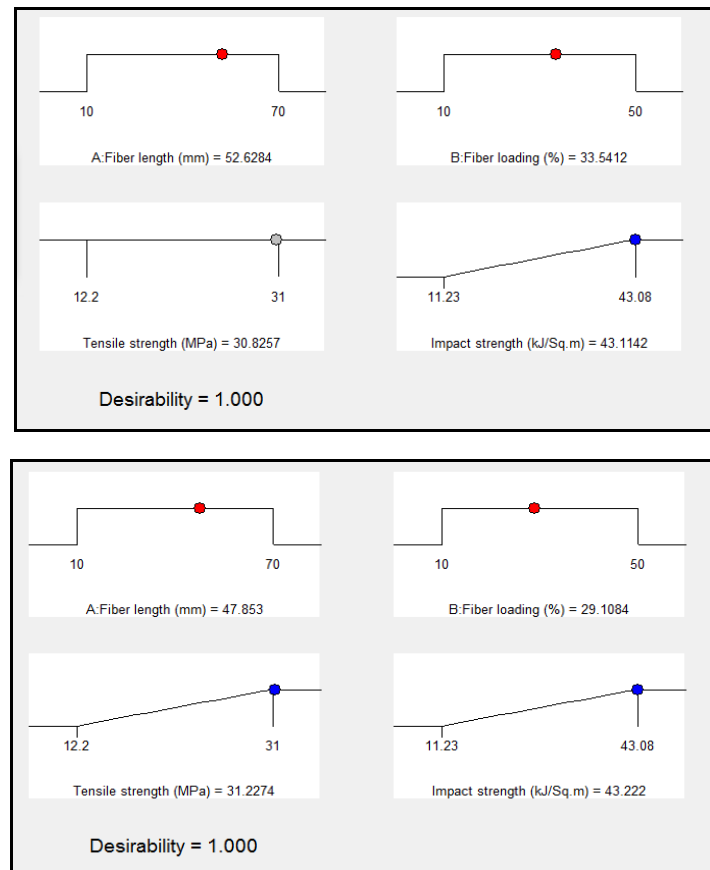 10 70 10 50
A:Fiber length (mm) = 52.6284 B:Fiber loading (%) = 33.5412
12.2 31 11.23 43.08
Tensile strength (MPa) = 30.8257 Impact strength (kJ/Sq.m) = 43.1142
Desirability = 1.000
10 70 10 50
A:Fiber length (mm) = 47.853 B:Fiber loading (%) = 29.1084
12.2 31 11.23 43.08
Tensile strength (MPa) = 31.2274 Impact strength (kJ/Sq.m) = 43.222
Desirability = 1.000